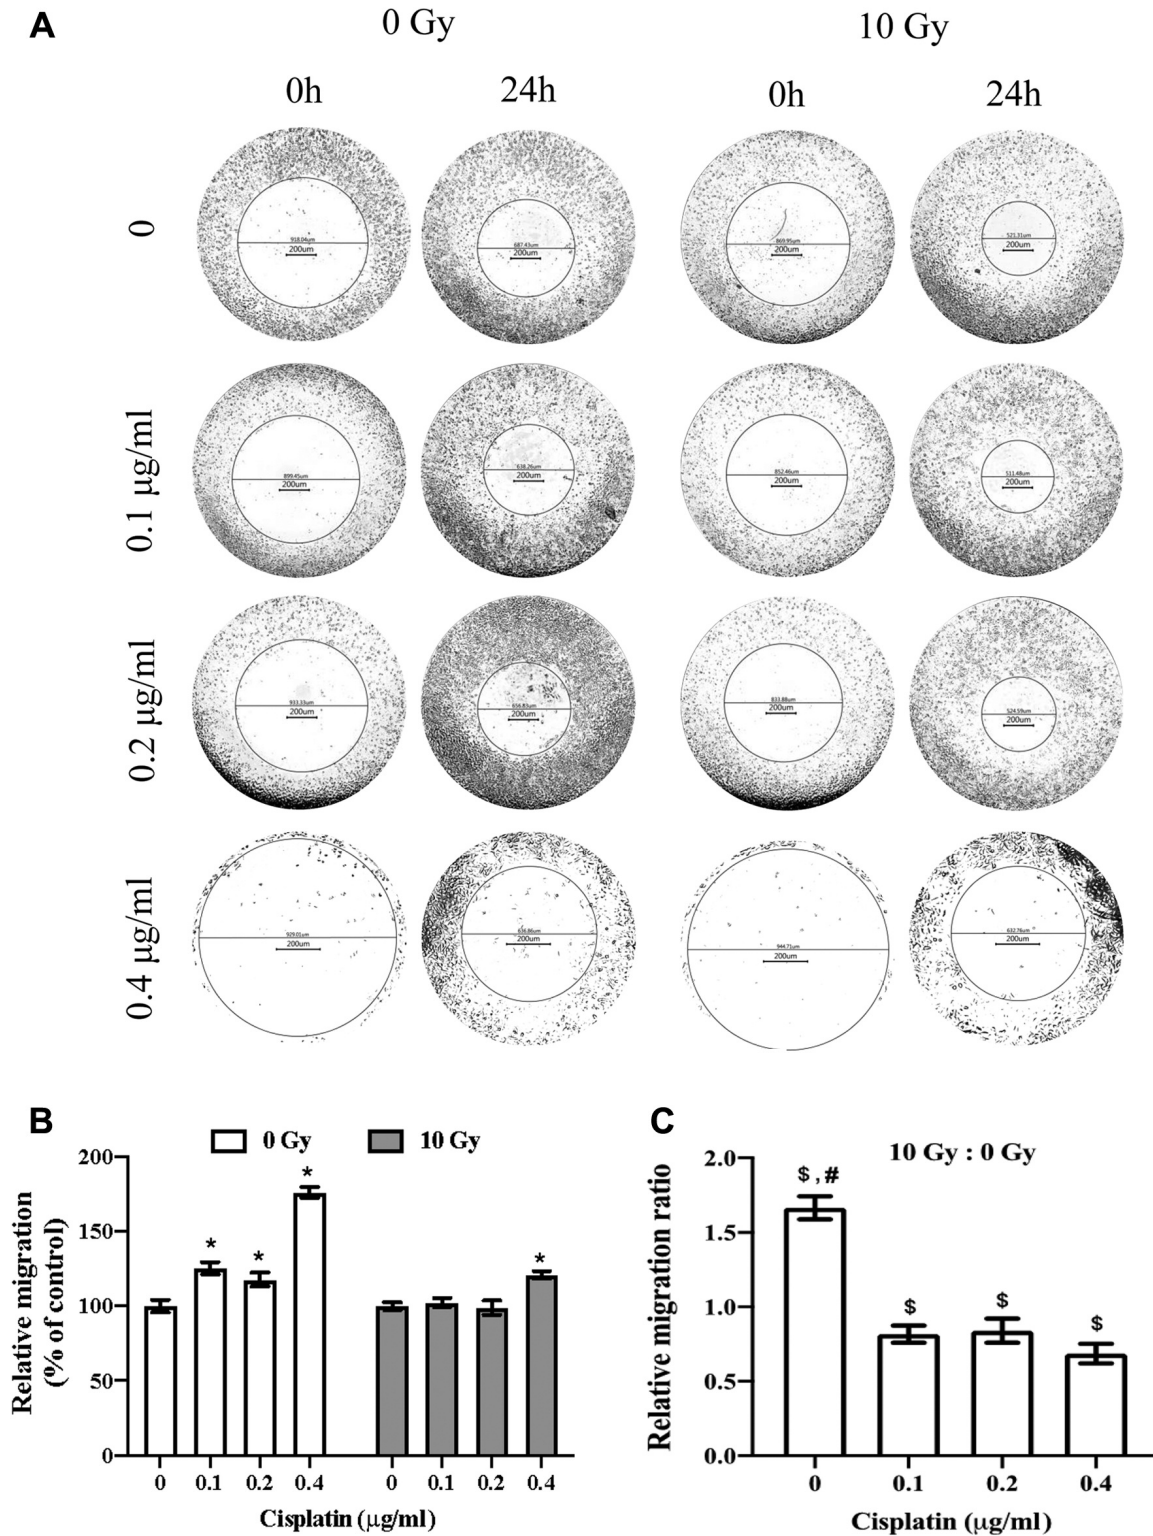 A
0 Gy
10 Gy
0h
24h
0h
24h
0
918.04um
200um
687.43um
200um
869.95um
200um
521.31um
200um
0.1 µg/ml
899.45um
200um
638.26um
200um
852.46um
200um
511.48um
200um
0.2 µg/ml
933.33um
200um
656.83um
200um
833.88um
200um
524.59um
200um
0.4 µg/ml
929.01um
200um
636.86um
200um
944.71um
200um
632.76um
200um
B
0 Gy
10 Gy
Relative migration
(% of control)
200
150
100
50
0
*
*
*
*
0
0.1
0.2
0.4
0
0.1
0.2
0.4
Cisplatin (µg/ml)
C
10 Gy : 0 Gy
Relative migration ratio
2.0
1.5
1.0
0.5
0.0
$ , #
$
$
$
0
0.1
0.2
0.4
Cisplatin (µg/ml)